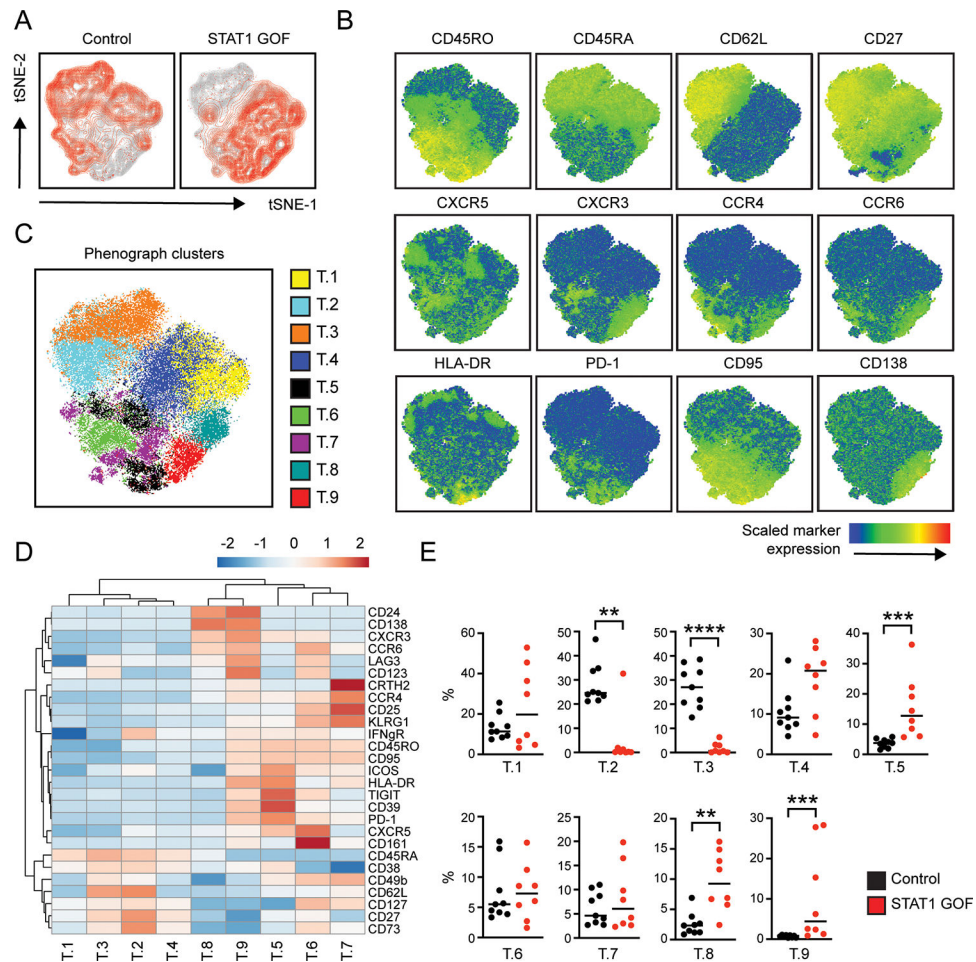 A
Control
STAT1 GOF
tSNE-2
tSNE-1
B
CD45RO
CD45RA
CD62L
CD27
CXCR5
CXCR3
CCR4
CCR6
HLA-DR
PD-1
CD95
CD138
Scaled marker
expression
C
Phenograph clusters
T.1
T.2
T.3
T.4
T.5
T.6
T.7
T.8
T.9
D
-2 -1 0 1 2
CD24
CD138
CXCR3
CCR6
LAG3
CD123
CRTH2
CCR4
CD25
KLRG1
IFNgR
CD45RO
CD95
ICOS
HLA-DR
TIGIT
CD39
PD-1
CXCR5
CD161
CD45RA
CD38
CD49b
CD62L
CD127
CD27
CD73
T.1 T.3 T.2 T.4 T.8 T.9 T.5 T.6 T.7
E
%
60
40
20
0
T.1
**
50
40
30
20
10
0
T.2
****
50
40
30
20
10
0
T.3
30
20
10
0
T.4
***
40
30
20
10
0
T.5
%
20
15
10
5
0
T.6
25
20
15
10
5
0
T.7
**
20
15
10
5
0
T.8
***
30
20
10
0
T.9
Control
STAT1 GOF